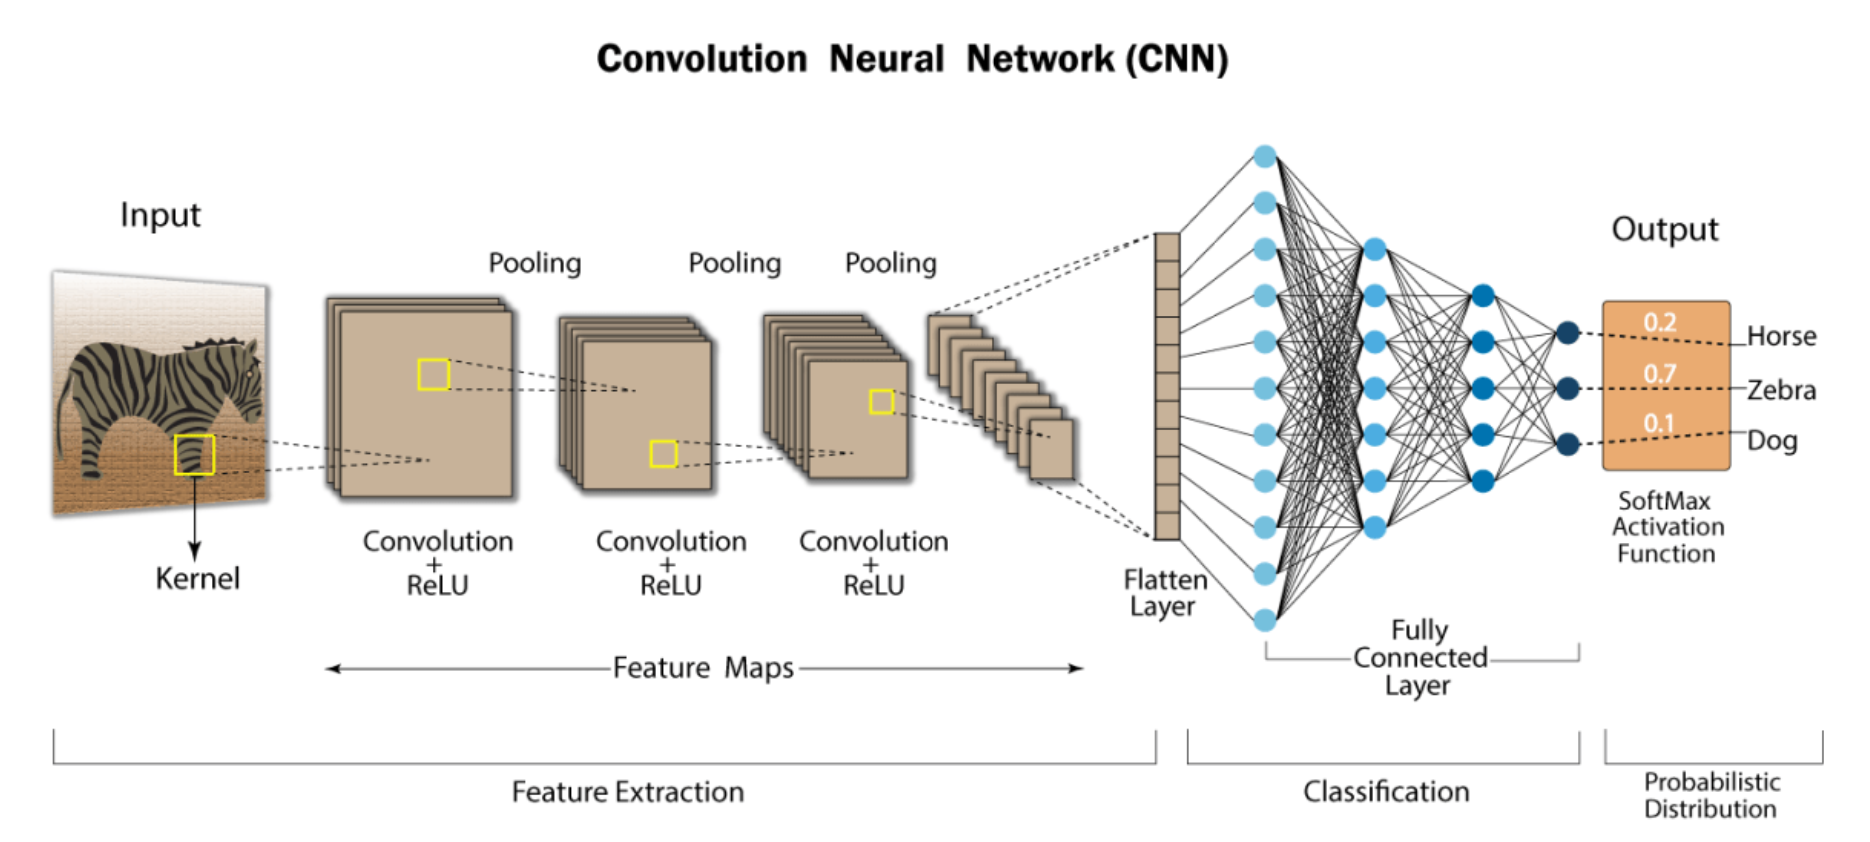 Convolution Neural Network (CNN)
Input
Output
Pooling
Pooling
Pooling
0.2
Horse
0.7
Zebra
0.1
Dog
Kernel
Convolution
+
ReLU
Convolution
+
ReLU
Convolution
+
ReLU
Flatten
Layer
SoftMax
Activation
Function
Fully
Connected
Layer
Feature Maps
Feature Extraction
Classification
Probabilistic
Distribution